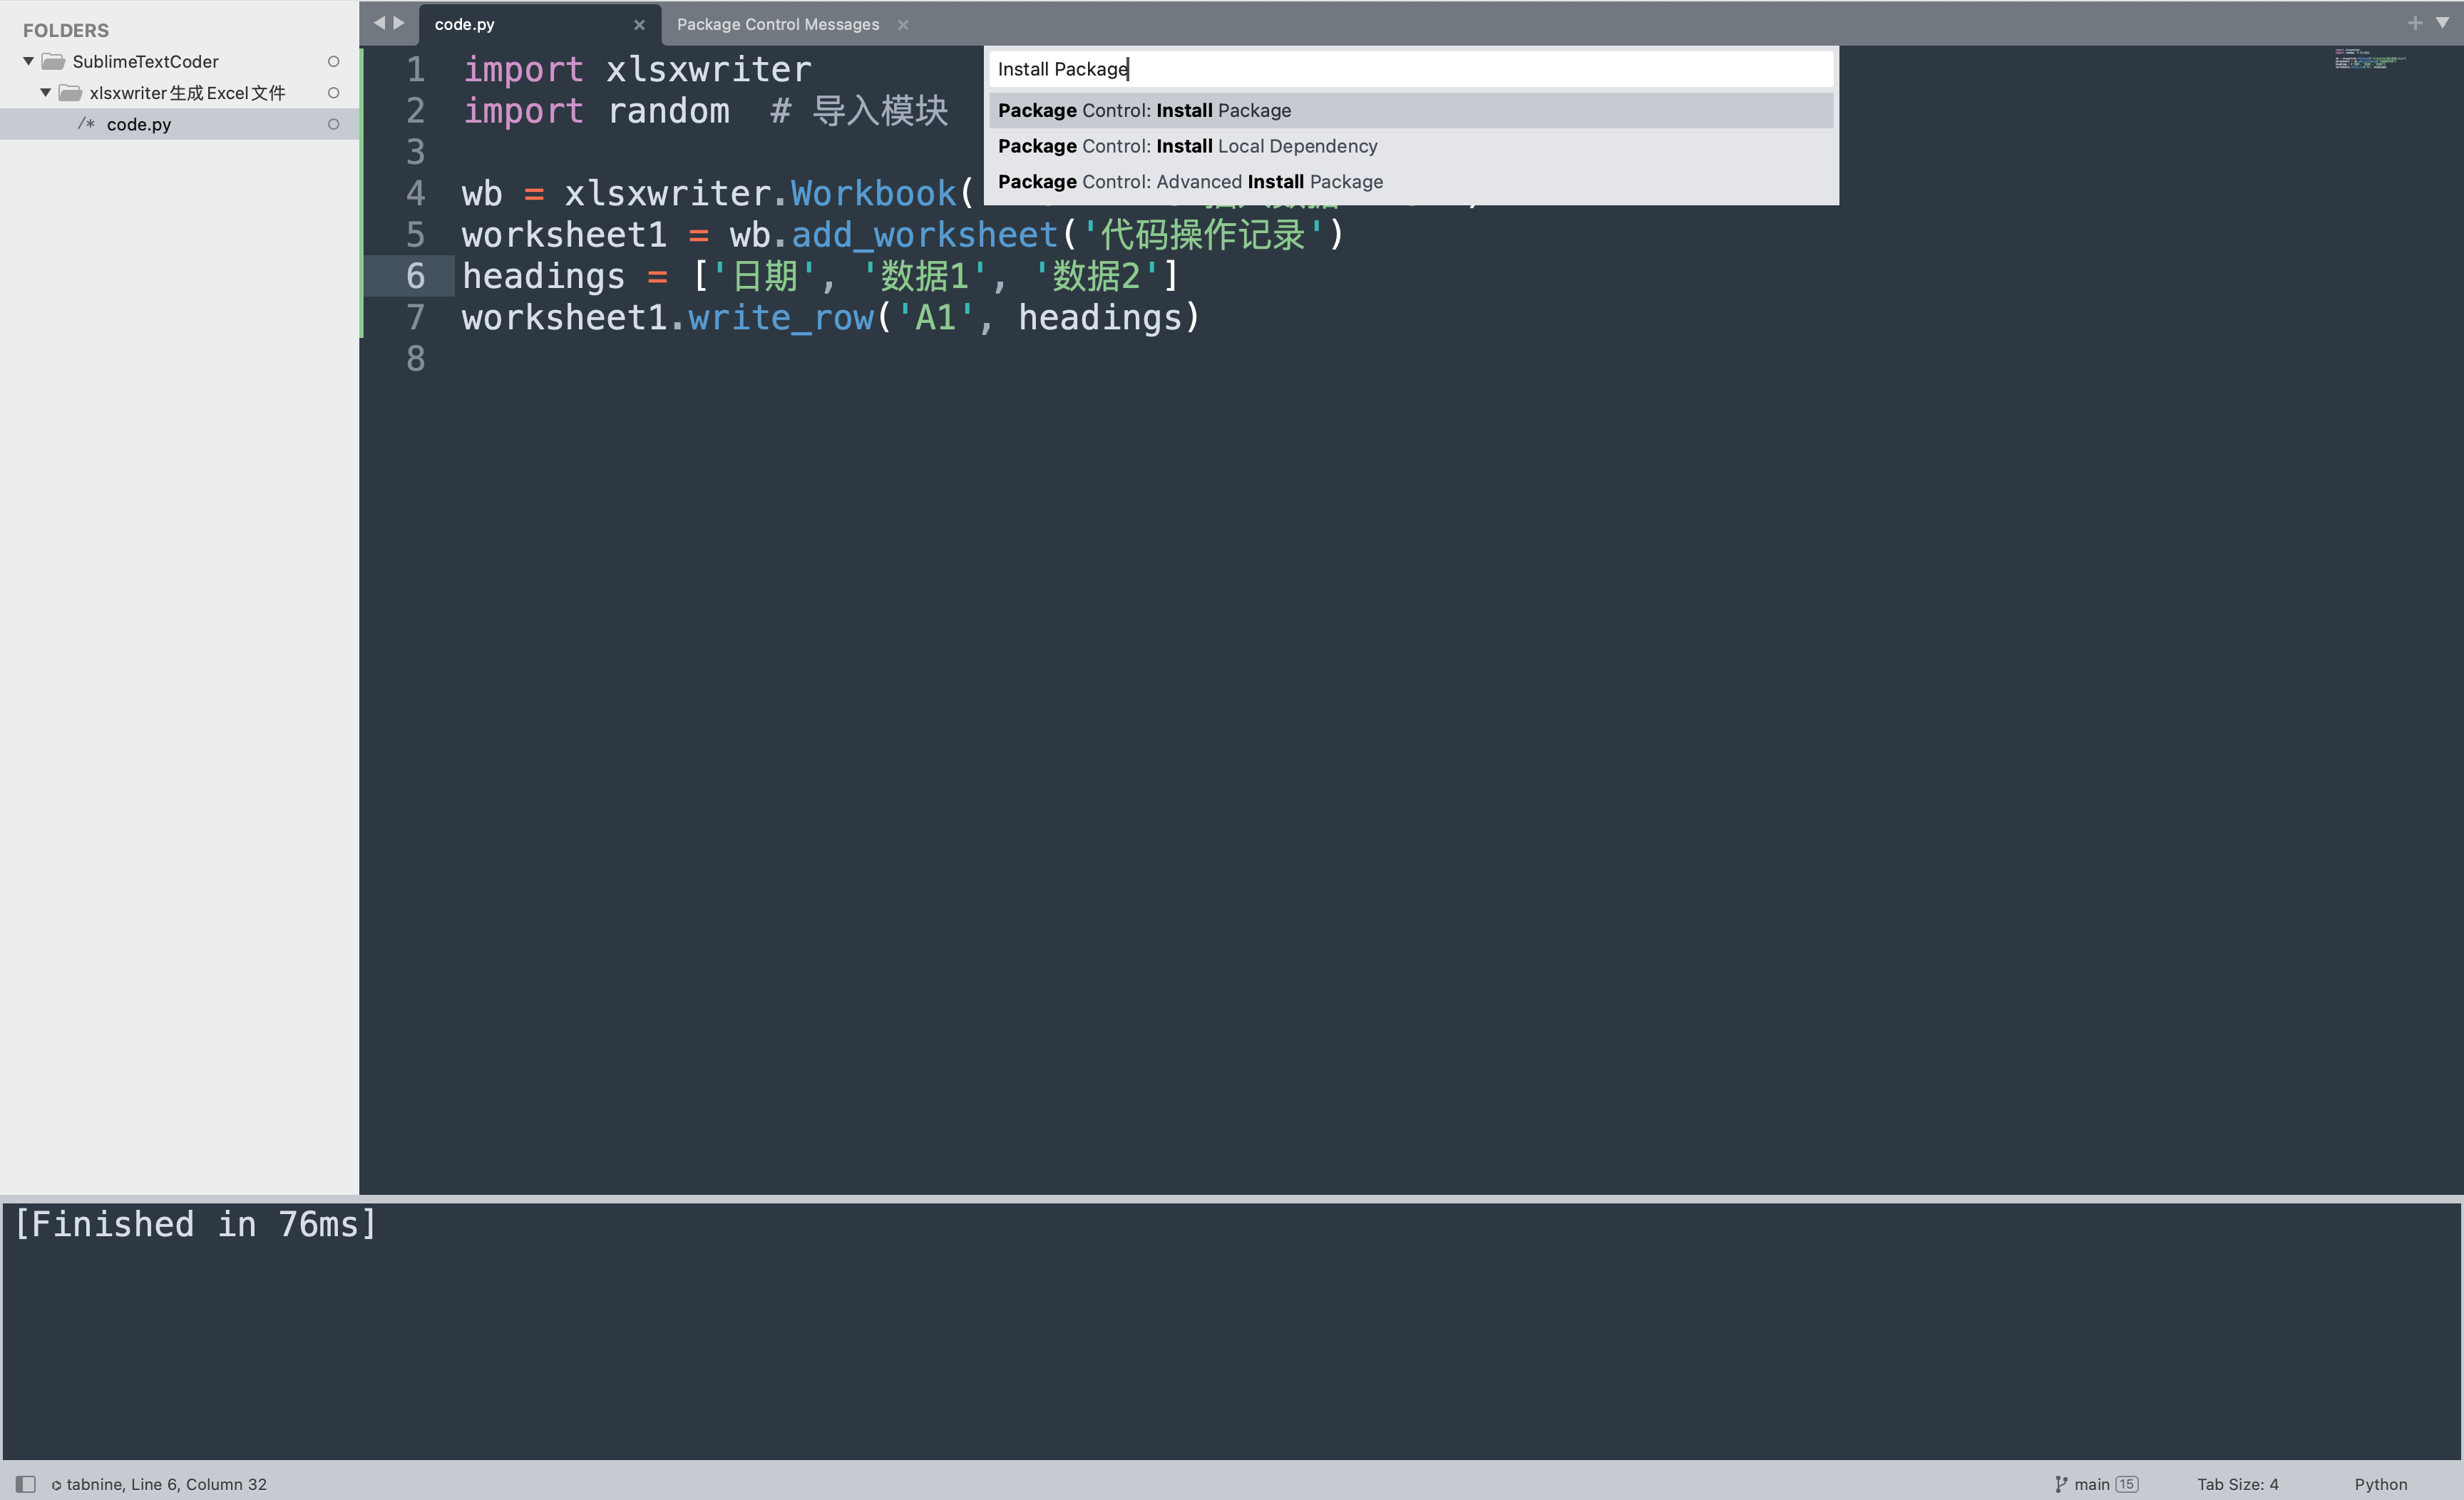 FOLDERS
SublimeTextCoder
xlsxwriter生成Excel文件
/* code.py
code.py
Package Control Messages
Install Package
Package Control: Install Package
Package Control: Install Local Dependency
Package Control: Advanced Install Package
1 import xlsxwriter
2 import random  # 导入模块
3
4 wb = xlsxwriter.Workbook(
5 worksheet1 = wb.add_worksheet('代码操作记录')
6 headings = ['日期', '数据1', '数据2']
7 worksheet1.write_row('A1', headings)
8
[Finished in 76ms]
tabnine, Line 6, Column 32
main 15
Tab Size: 4
Python